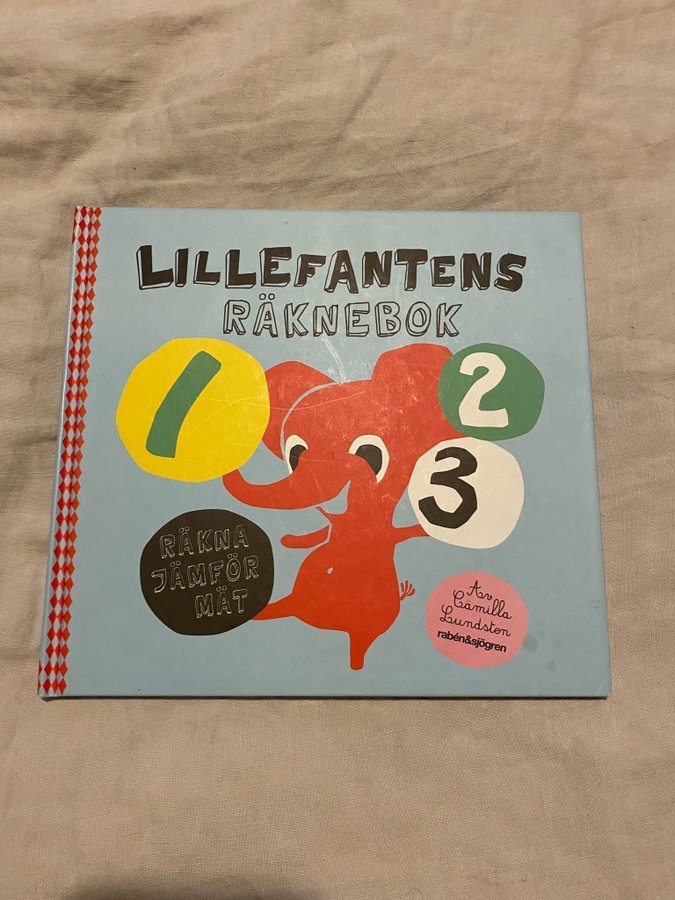 LILLEFANTENS
RÄKNEBOK
1
2
3
RÄKNA
JÄMFÖR
MÄT
Av
Camilla
Lundsten
rabén&sjögren